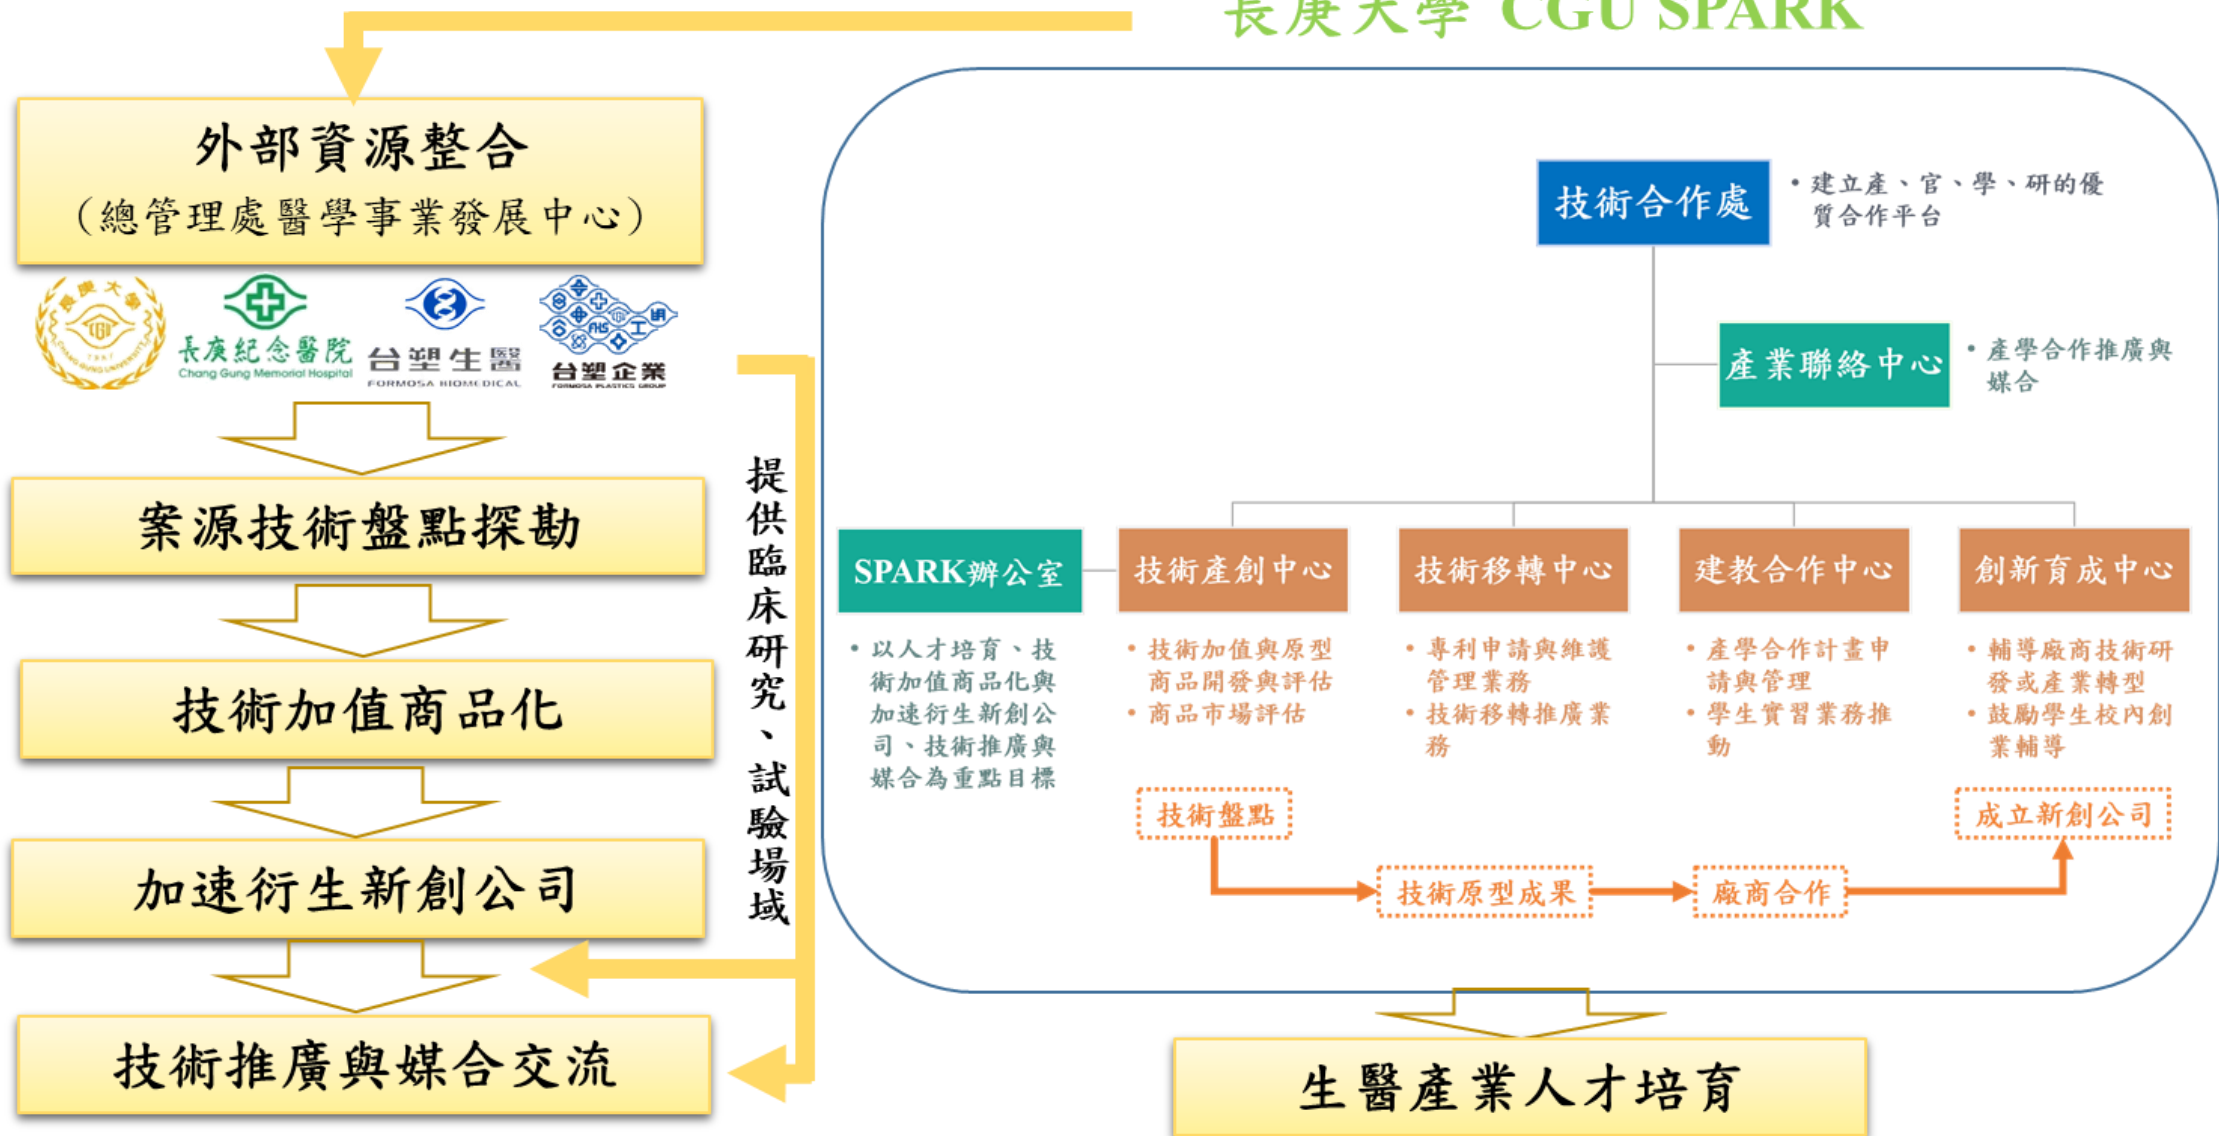 長庚大學 CGU SPARK
外部資源整合
（總管理處醫學事業發展中心）
長庚大學
CHANG GUNG UNIVERSITY
1987
長庚紀念醫院
Chang Gung Memorial Hospital
台塑生醫
FORMOSA BIOMEDICAL
台塑企業
FORMOSA PLASTICS GROUP
案源技術盤點探勘
技術加值商品化
加速衍生新創公司
技術推廣與媒合交流
提供臨床研究、試驗場域
技術合作處
• 建立產、官、學、研的優
質合作平台
產業聯絡中心
• 產學合作推廣與
媒合
SPARK辦公室
• 以人才培育、技
術加值商品化與
加速衍生新創公
司、技術推廣與
媒合為重點目標
技術產創中心
• 技術加值與原型
商品開發與評估
• 商品市場評估
技術移轉中心
• 專利申請與維護
管理業務
• 技術移轉推廣業
務
建教合作中心
• 產學合作計畫申
請與管理
• 學生實習業務推
動
創新育成中心
• 輔導廠商技術研
發或產業轉型
• 鼓勵學生校內創
業輔導
技術盤點
技術原型成果
廠商合作
成立新創公司
生醫產業人才培育